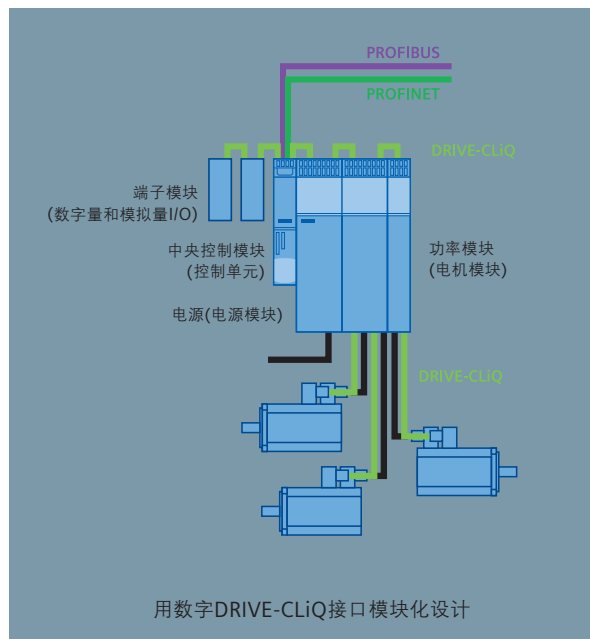 PROFIBUS
PROFINET
DRIVE-CLiQ
端子模块
(数字量和模拟量I/O)
中央控制模块
(控制单元)
功率模块
(电机模块)
电源(电源模块)
DRIVE-CLiQ
用数字DRIVE-CLiQ接口模块化设计